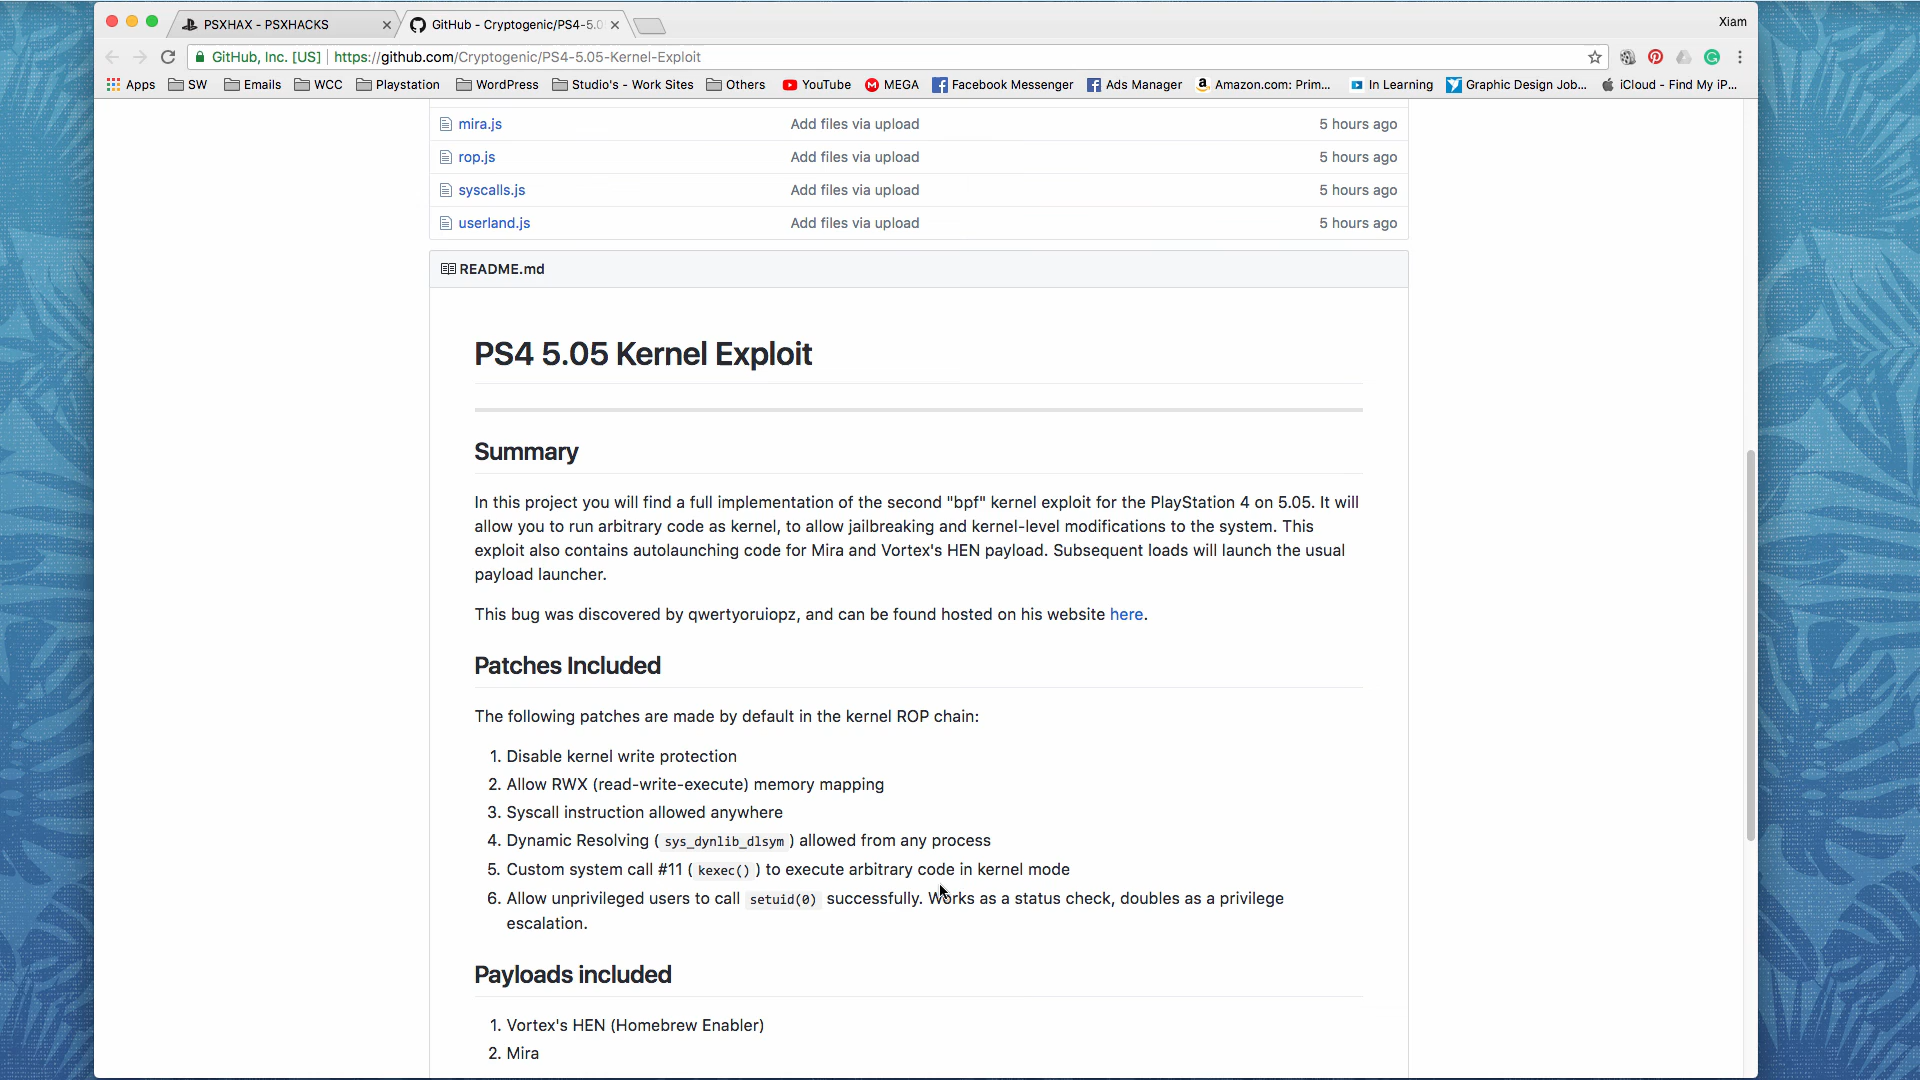 PSXHAX - PSXHACKS
GitHub - Cryptogenic/PS4-5.0
Xiam
GitHub, Inc. [US] | https://github.com/Cryptogenic/PS4-5.05-Kernel-Exploit
Apps SW Emails WCC Playstation WordPress Studio's - Work Sites Others YouTube MEGA Facebook Messenger Ads Manager Amazon.com: Prim... In Learning Graphic Design Job... iCloud - Find My iP...
mira.js Add files via upload 5 hours ago
rop.js Add files via upload 5 hours ago
syscalls.js Add files via upload 5 hours ago
userland.js Add files via upload 5 hours ago
README.md
PS4 5.05 Kernel Exploit
Summary
In this project you will find a full implementation of the second "bpf" kernel exploit for the PlayStation 4 on 5.05. It will
allow you to run arbitrary code as kernel, to allow jailbreaking and kernel-level modifications to the system. This
exploit also contains autolaunching code for Mira and Vortex's HEN payload. Subsequent loads will launch the usual
payload launcher.
This bug was discovered by qwertyoruiopz, and can be found hosted on his website here.
Patches Included
The following patches are made by default in the kernel ROP chain:
1. Disable kernel write protection
2. Allow RWX (read-write-execute) memory mapping
3. Syscall instruction allowed anywhere
4. Dynamic Resolving ( sys_dynlib_dlsym ) allowed from any process
5. Custom system call #11 ( kexec() ) to execute arbitrary code in kernel mode
6. Allow unprivileged users to call setuid(0) successfully. Works as a status check, doubles as a privilege
escalation.
Payloads included
1. Vortex's HEN (Homebrew Enabler)
2. Mira